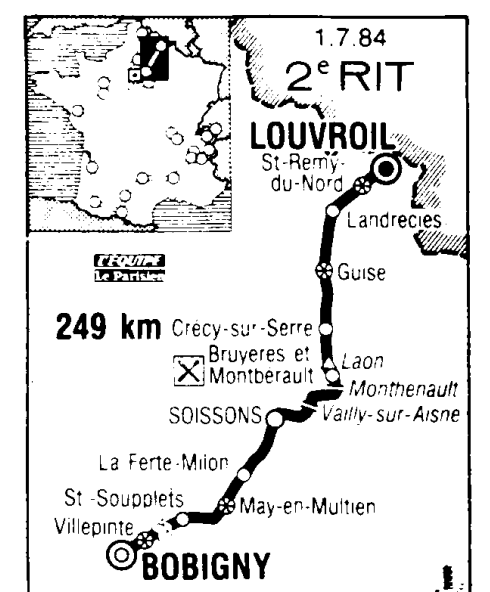 1.7.84
2e RIT
LOUVROIL
St-Remy-
du-Nord
Landrecies
L'EQUIPE
Le Parisien
Guise
249 km
Crécy-sur-Serre
Bruyeres et
Montberault
Laon
Monthenault
SOISSONS
Vailly-sur-Aisne
La Ferte-Milon
St-Soupplets
May-en-Multien
Villepinte
BOBIGNY